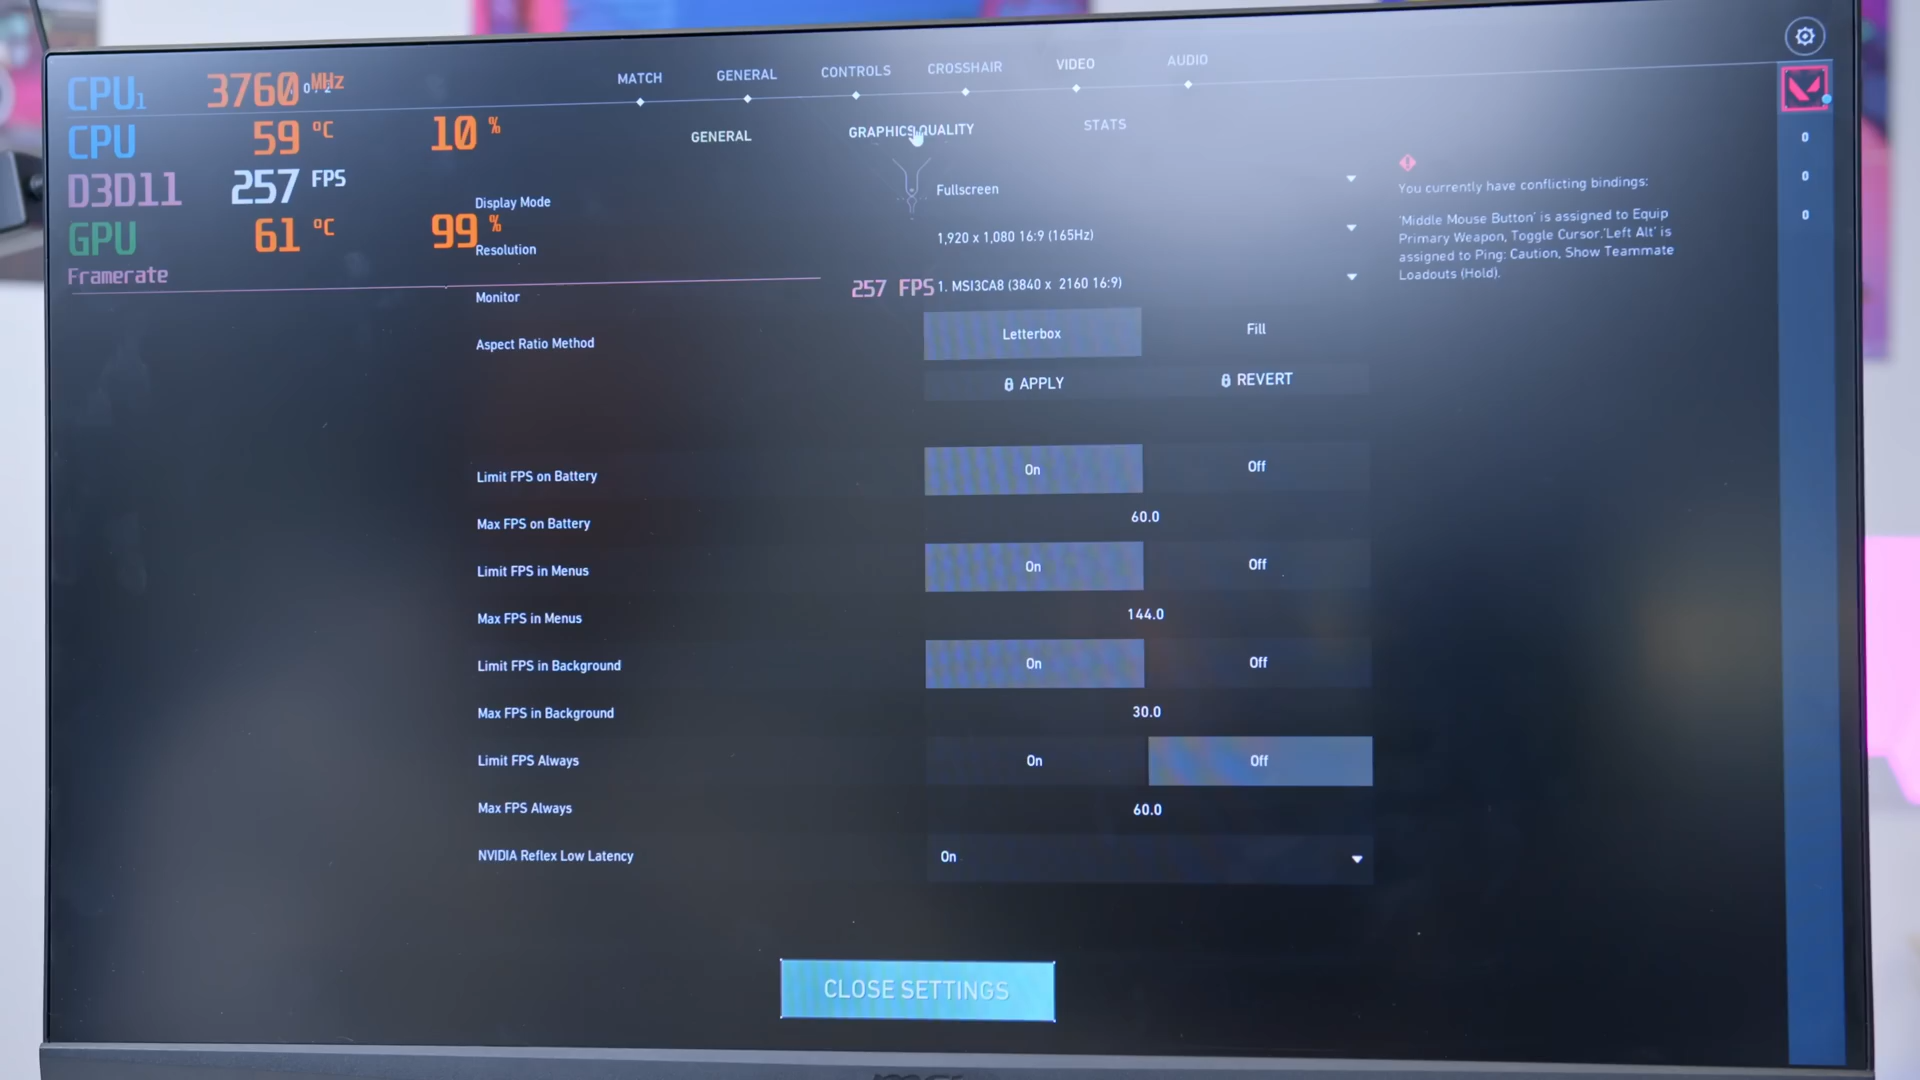 CPU1 3760 MHz
MATCH GENERAL CONTROLS CROSSHAIR VIDEO AUDIO
CPU 59 °C 10 %
GENERAL GRAPHICS QUALITY STATS
D3D11 257 FPS
GPU 61 °C 99 %
Framerate
257 FPS
Display Mode Fullscreen
Resolution 1,920 x 1,080 16:9 (165Hz)
Monitor 1. MSI3CA8 (3840 x 2160 16:9)
Aspect Ratio Method Letterbox Fill
APPLY REVERT
Limit FPS on Battery On Off
Max FPS on Battery 60.0
Limit FPS in Menus On Off
Max FPS in Menus 144.0
Limit FPS in Background On Off
Max FPS in Background 30.0
Limit FPS Always On Off
Max FPS Always 60.0
NVIDIA Reflex Low Latency On
CLOSE SETTINGS
You currently have conflicting bindings:
'Middle Mouse Button' is assigned to Equip
Primary Weapon, Toggle Cursor.'Left Alt' is
assigned to Ping: Caution, Show Teammate
Loadouts (Hold).
0
0
0